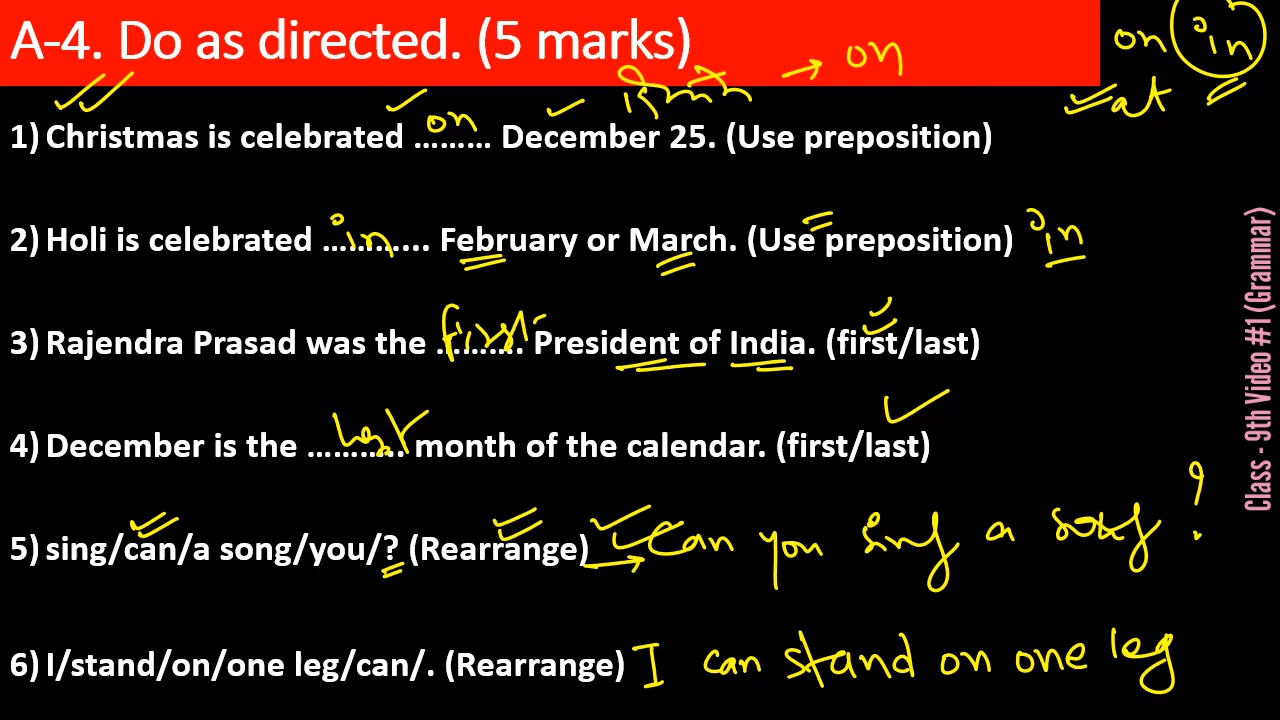 A-4. Do as directed. (5 marks)
→ on
on in
at
1) Christmas is celebrated ...on... December 25. (Use preposition)
2) Holi is celebrated ...in... February or March. (Use preposition) in
3) Rajendra Prasad was the ...first... President of India. (first/last)
4) December is the ...last... month of the calendar. (first/last)
5) sing/can/a song/you/? (Rearrange) → Can you sing a song ?
6) I/stand/on/one leg/can/. (Rearrange) I can stand on one leg
Class - 9th Video #1 (Grammar)